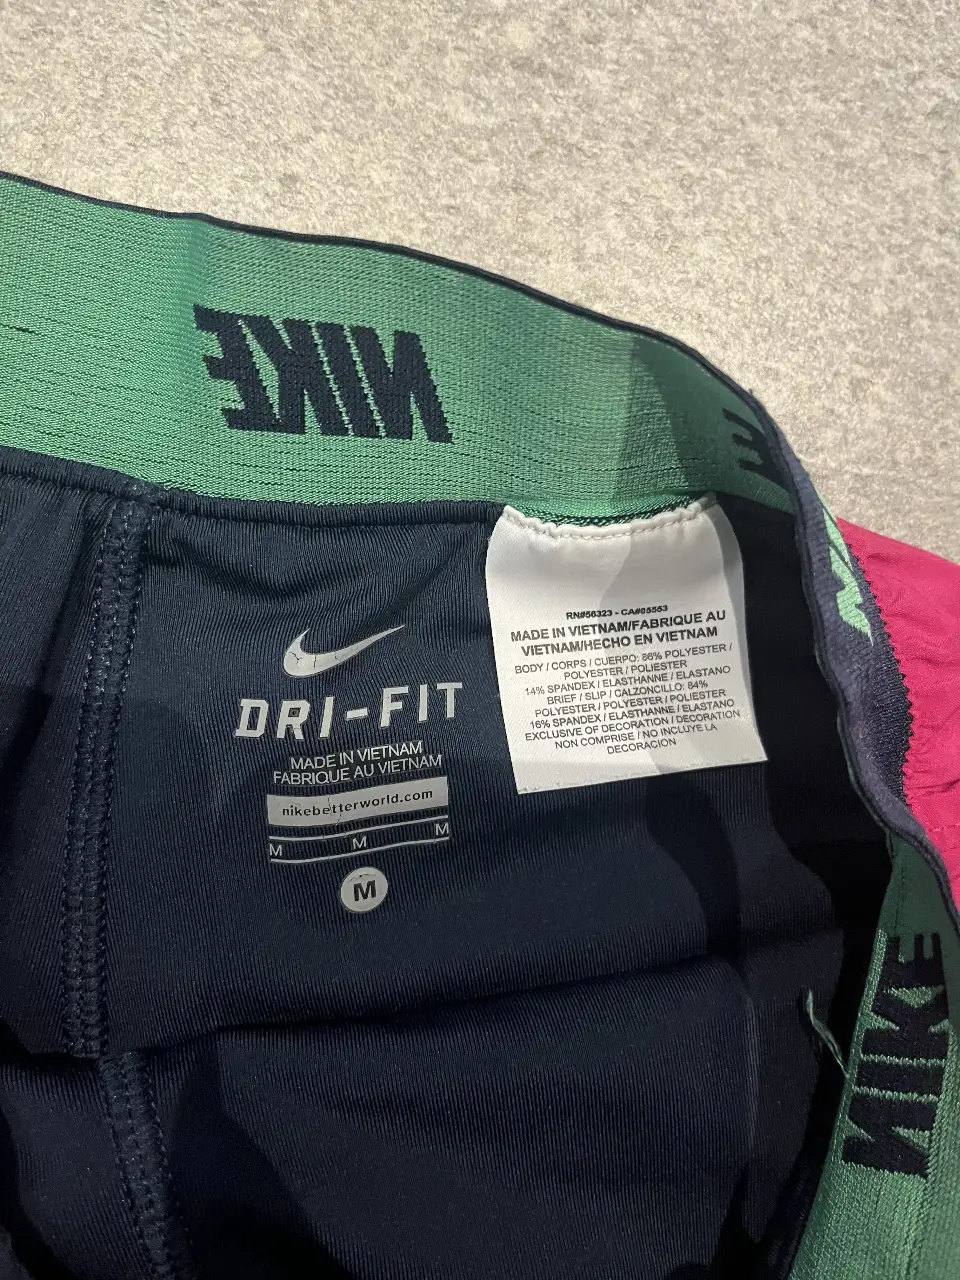 NIKE
RN#56323 - CA#05553
MADE IN VIETNAM/FABRIQUE AU
VIETNAM/HECHO EN VIETNAM
BODY / CORPS / CUERPO: 86% POLYESTER /
POLYESTER / POLIESTER
14% SPANDEX / ELASTHANNE / ELASTANO
BRIEF / SLIP / CALZONCILLO: 84%
POLYESTER / POLYESTER / POLIESTER
16% SPANDEX / ELASTHANNE / ELASTANO
EXCLUSIVE OF DECORATION / DECORATION
NON COMPRISE / NO INCLUYE LA
DECORACION
DRI-FIT
MADE IN VIETNAM
FABRIQUE AU VIETNAM
nikebetterworld.com
M M M
M
NIKE